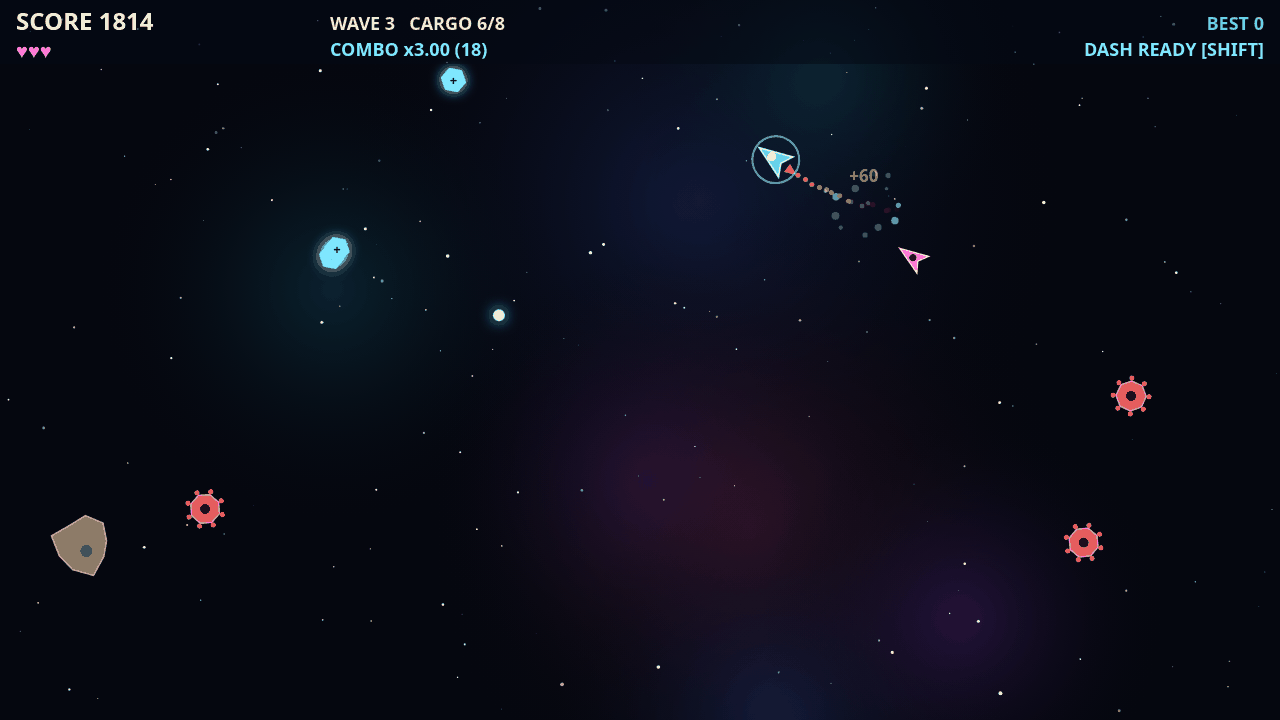 SCORE 1814
WAVE 3 CARGO 6/8
BEST 0
♥♥♥
COMBO x3.00 (18)
DASH READY [SHIFT]
+60